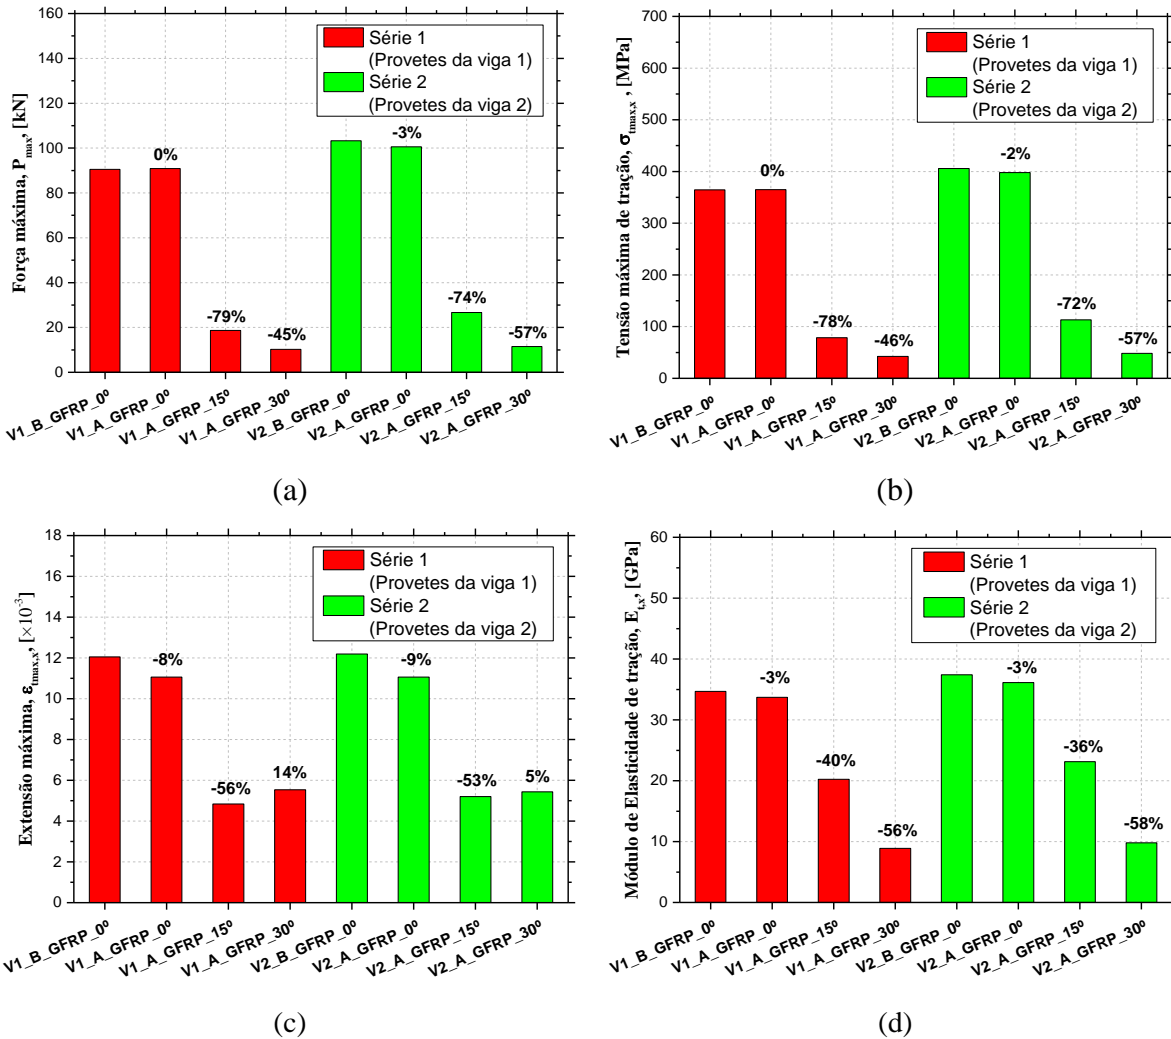 Força máxima, P_max, [kN]
160
140
120
100
80
60
40
20
0
Série 1
(Provetes da viga 1)
Série 2
(Provetes da viga 2)
0%
-79%
-45%
-3%
-74%
-57%
V1_B_GFRP_0º
V1_A_GFRP_0º
V1_A_GFRP_15º
V1_A_GFRP_30º
V2_B_GFRP_0º
V2_A_GFRP_0º
V2_A_GFRP_15º
V2_A_GFRP_30º
(a)
Tensão máxima de tração, σ_tmax,x , [MPa]
700
600
500
400
300
200
100
0
Série 1
(Provetes da viga 1)
Série 2
(Provetes da viga 2)
0%
-78%
-46%
-2%
-72%
-57%
V1_B_GFRP_0º
V1_A_GFRP_0º
V1_A_GFRP_15º
V1_A_GFRP_30º
V2_B_GFRP_0º
V2_A_GFRP_0º
V2_A_GFRP_15º
V2_A_GFRP_30º
(b)
Extensão máxima, ε_tmax,x, [×10⁻³]
18
16
14
12
10
8
6
4
2
0
Série 1
(Provetes da viga 1)
Série 2
(Provetes da viga 2)
-8%
-56%
14%
-9%
-53%
5%
V1_B_GFRP_0º
V1_A_GFRP_0º
V1_A_GFRP_15º
V1_A_GFRP_30º
V2_B_GFRP_0º
V2_A_GFRP_0º
V2_A_GFRP_15º
V2_A_GFRP_30º
(c)
Módulo de Elasticidade de tração, E_t,x, [GPa]
60
50
40
30
20
10
0
Série 1
(Provetes da viga 1)
Série 2
(Provetes da viga 2)
-3%
-40%
-56%
-3%
-36%
-58%
V1_B_GFRP_0º
V1_A_GFRP_0º
V1_A_GFRP_15º
V1_A_GFRP_30º
V2_B_GFRP_0º
V2_A_GFRP_0º
V2_A_GFRP_15º
V2_A_GFRP_30º
(d)